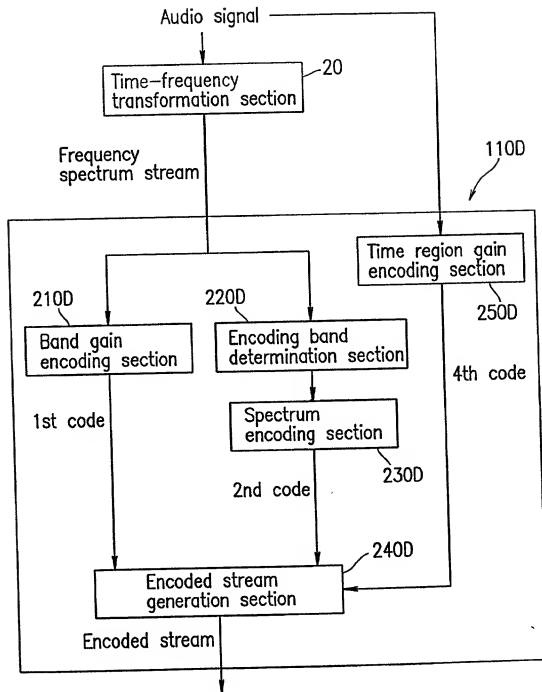 Audio signal
20
Time-frequency
transformation section
Frequency
spectrum stream
110D
Time region gain
encoding section
250D
210D
220D
Band gain
encoding section
Encoding band
determination section
1st code
4th code
Spectrum
encoding section
230D
2nd code
240D
Encoded stream
generation section
Encoded stream